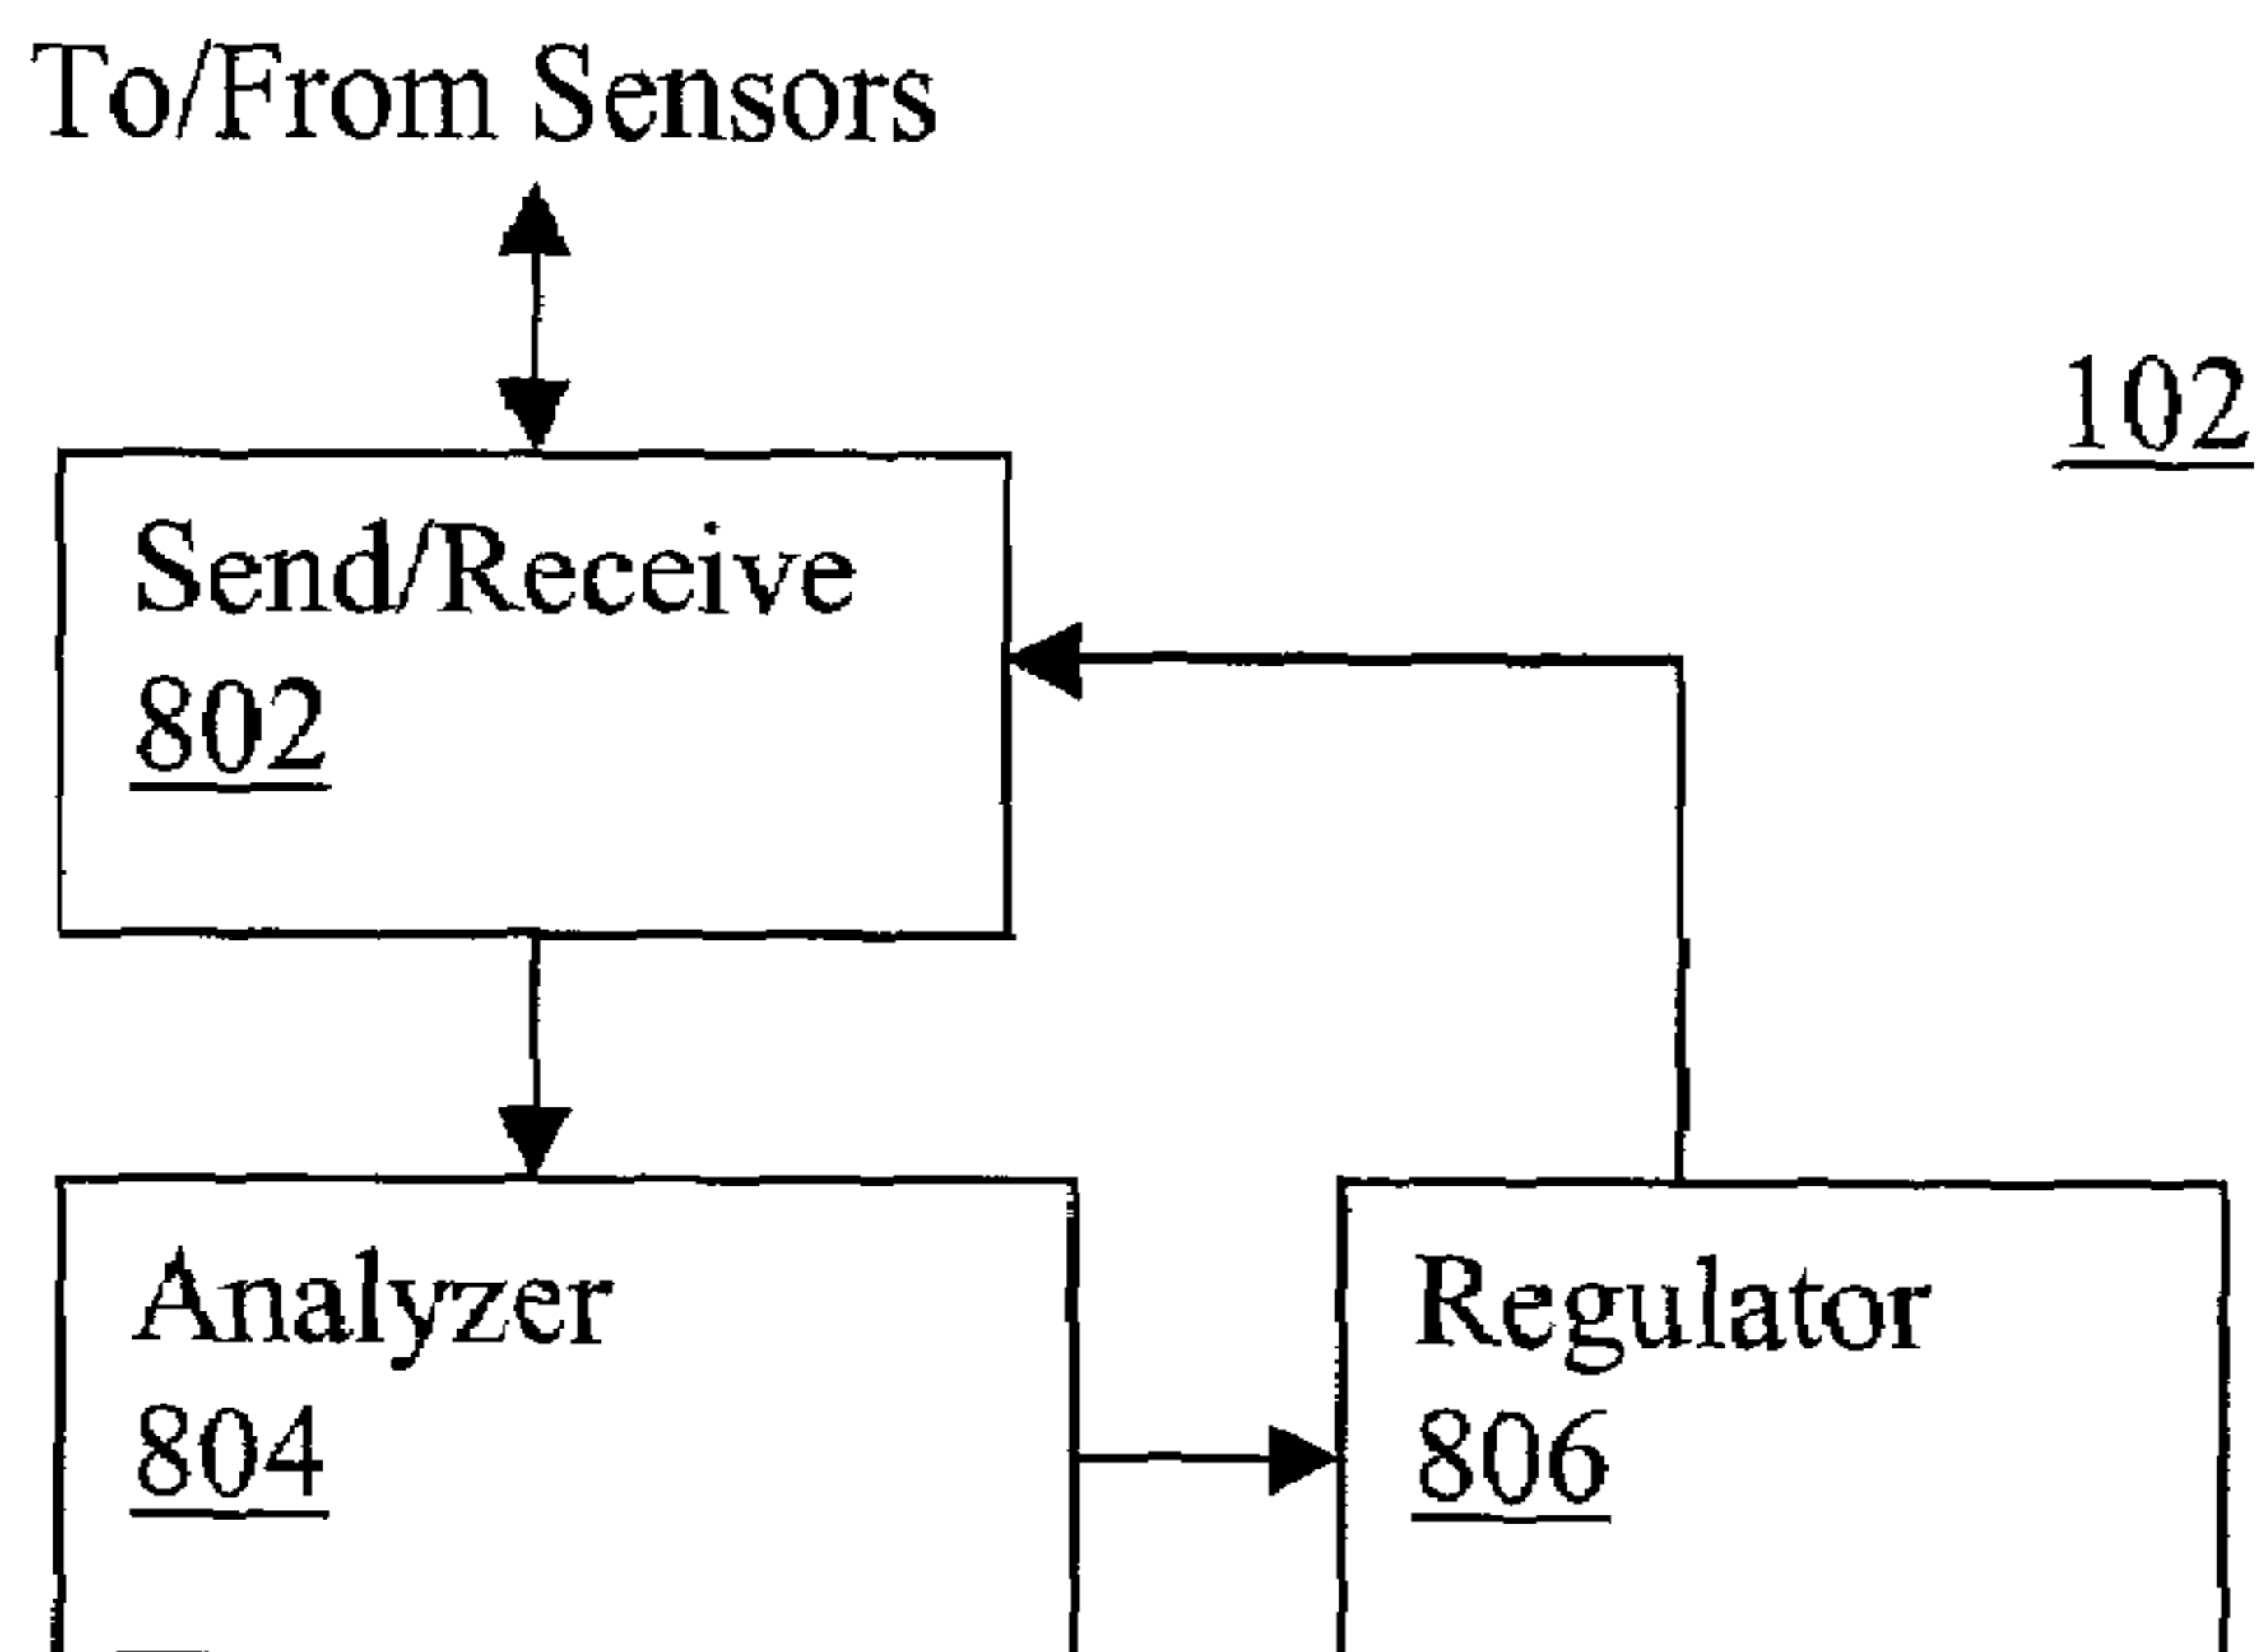 To/From Sensors
102
Send/Receive
802
Analyzer
804
Regulator
806